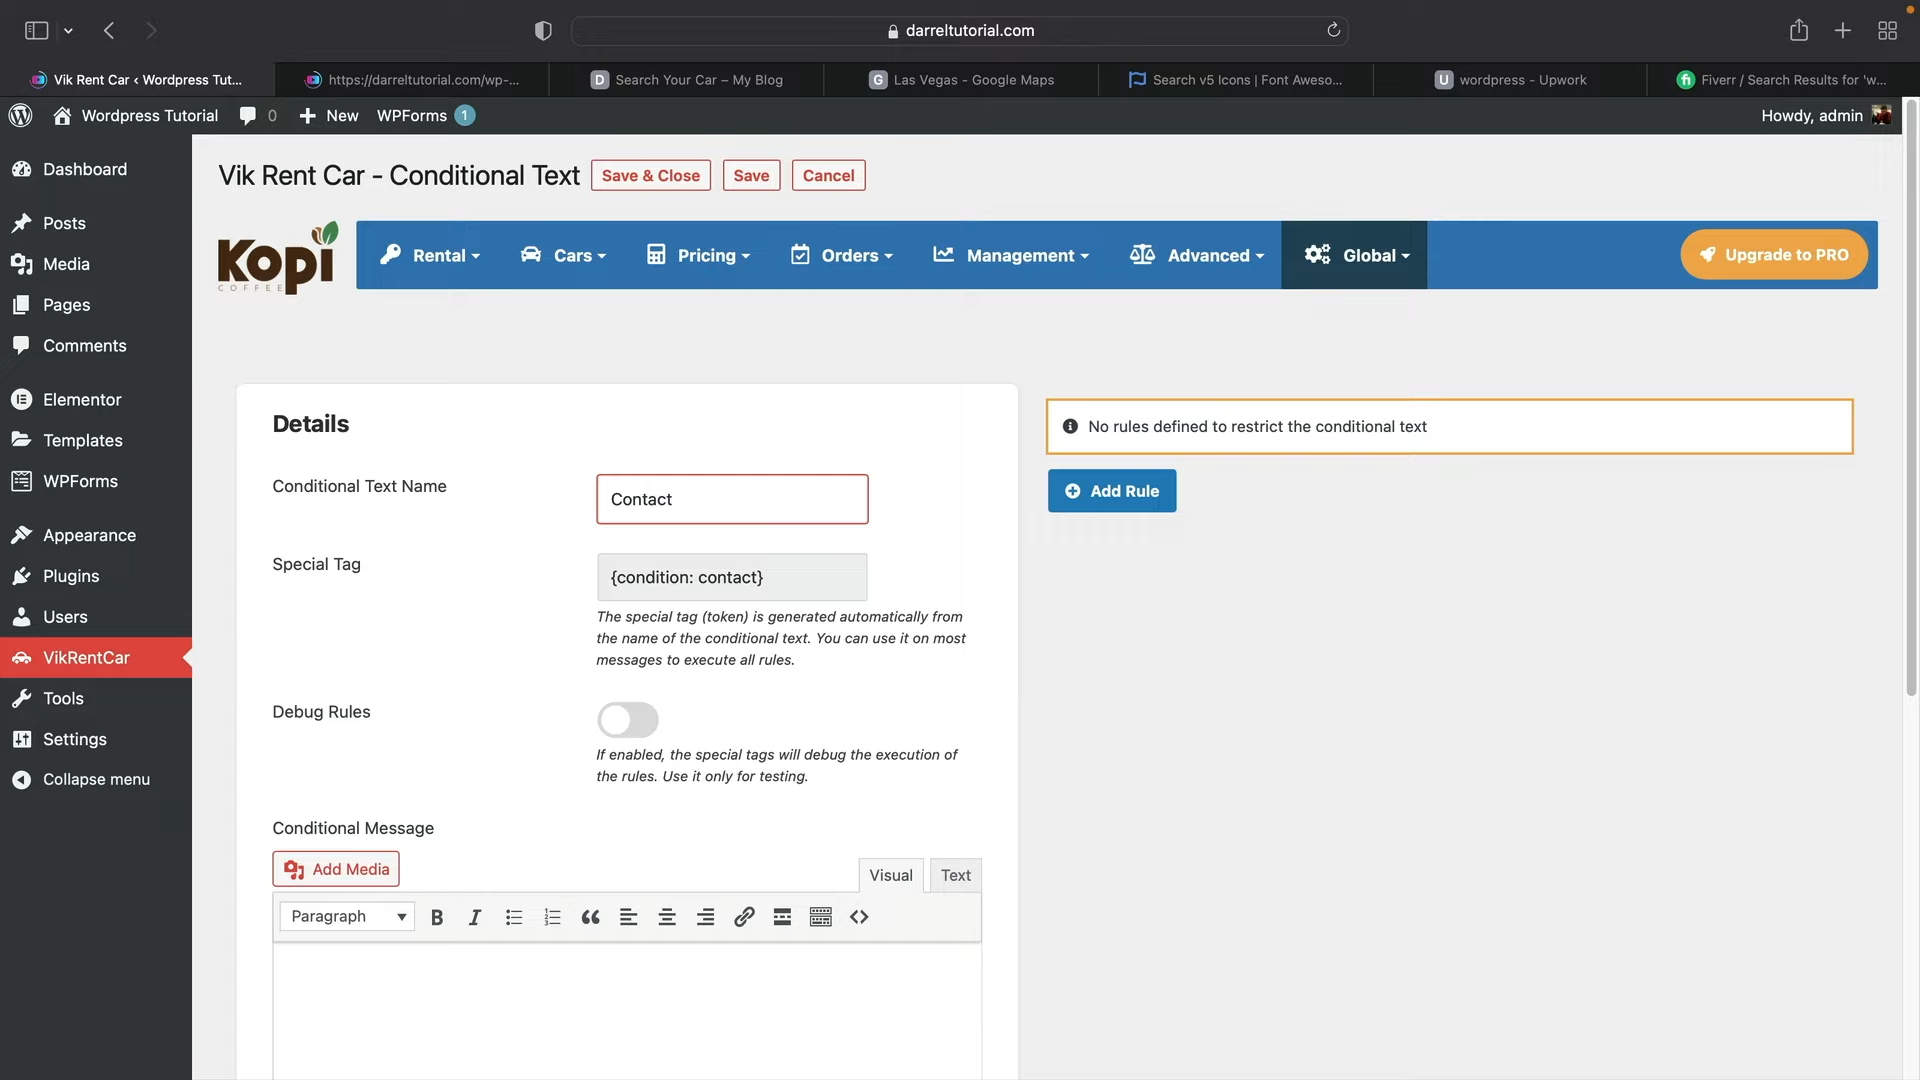 darreltutorial.com
Vik Rent Car ‹ Wordpress Tut...
https://darreltutorial.com/wp-...
D Search Your Car – My Blog
G Las Vegas - Google Maps
Search v5 Icons | Font Aweso...
U wordpress - Upwork
fi Fiverr / Search Results for 'w...
Wordpress Tutorial
0
New
WPForms 1
Howdy, admin
Dashboard
Posts
Media
Pages
Comments
Elementor
Templates
WPForms
Appearance
Plugins
Users
VikRentCar
Tools
Settings
Collapse menu
Vik Rent Car - Conditional Text
Save & Close
Save
Cancel
Kopi
COFFEE
Rental
Cars
Pricing
Orders
Management
Advanced
Global
Upgrade to PRO
Details
Conditional Text Name
Contact
Special Tag
{condition: contact}
The special tag (token) is generated automatically from
the name of the conditional text. You can use it on most
messages to execute all rules.
Debug Rules
If enabled, the special tags will debug the execution of
the rules. Use it only for testing.
Conditional Message
Add Media
Visual
Text
Paragraph
B I
No rules defined to restrict the conditional text
Add Rule